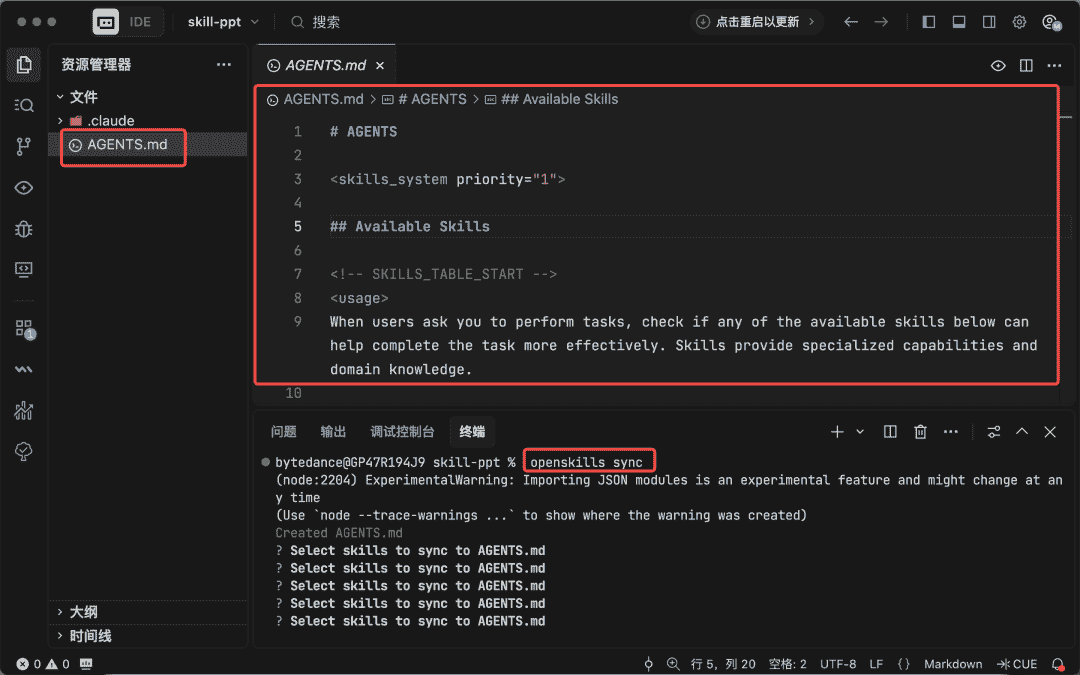 IDE
skill-ppt
搜索
点击重启以更新
资源管理器
文件
.claude
AGENTS.md
1
大纲
时间线
AGENTS.md
AGENTS.md > # AGENTS > ## Available Skills
1 # AGENTS
2
3 <skills_system priority="1">
4
5 ## Available Skills
6
7 <!-- SKILLS_TABLE_START -->
8 <usage>
9 When users ask you to perform tasks, check if any of the available skills below can
help complete the task more effectively. Skills provide specialized capabilities and
domain knowledge.
10
问题 输出 调试控制台 终端
bytedance@GP47R194J9 skill-ppt % openskills sync
(node:2204) ExperimentalWarning: Importing JSON modules is an experimental feature and might change at an
y time
(Use `node --trace-warnings ...` to show where the warning was created)
Created AGENTS.md
? Select skills to sync to AGENTS.md
? Select skills to sync to AGENTS.md
? Select skills to sync to AGENTS.md
? Select skills to sync to AGENTS.md
? Select skills to sync to AGENTS.md
0 0
行 5, 列 20 空格: 2 UTF-8 LF {} Markdown CUE